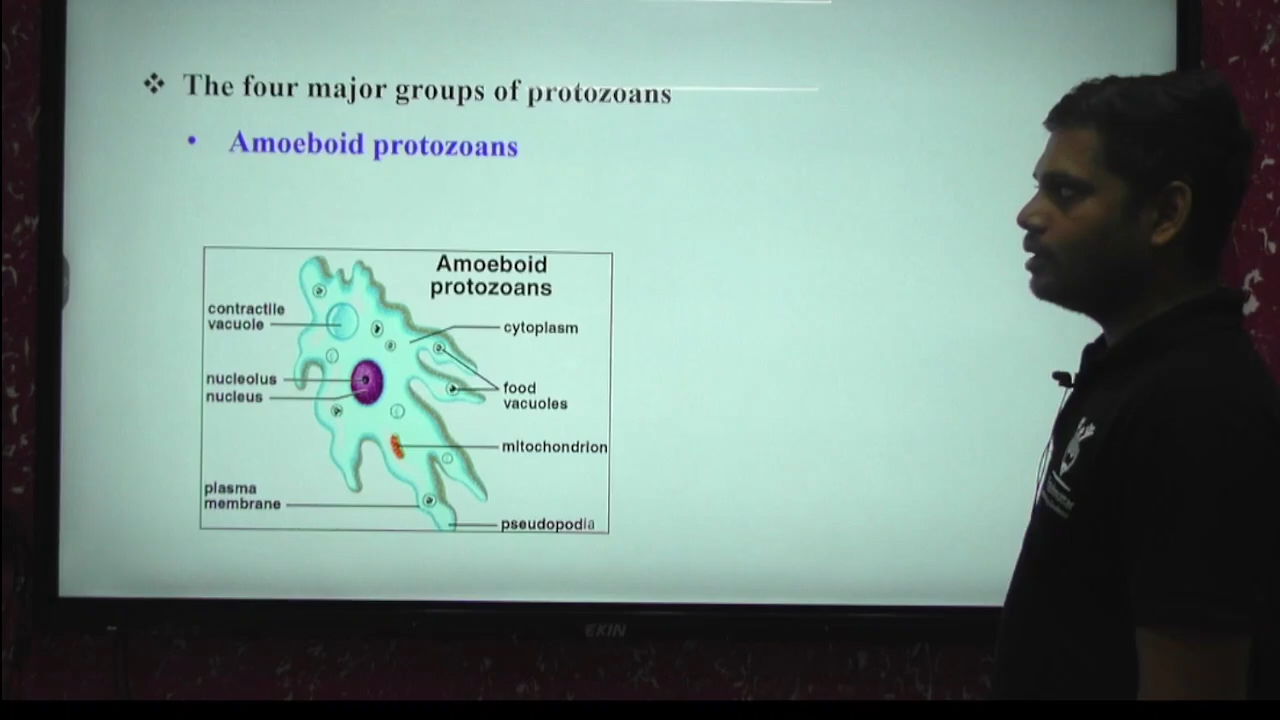 ❖ The four major groups of protozoans
• Amoeboid protozoans
Amoeboid
protozoans
contractile
vacuole
cytoplasm
nucleolus
nucleus
food
vacuoles
mitochondrion
plasma
membrane
pseudopodia
EKIN